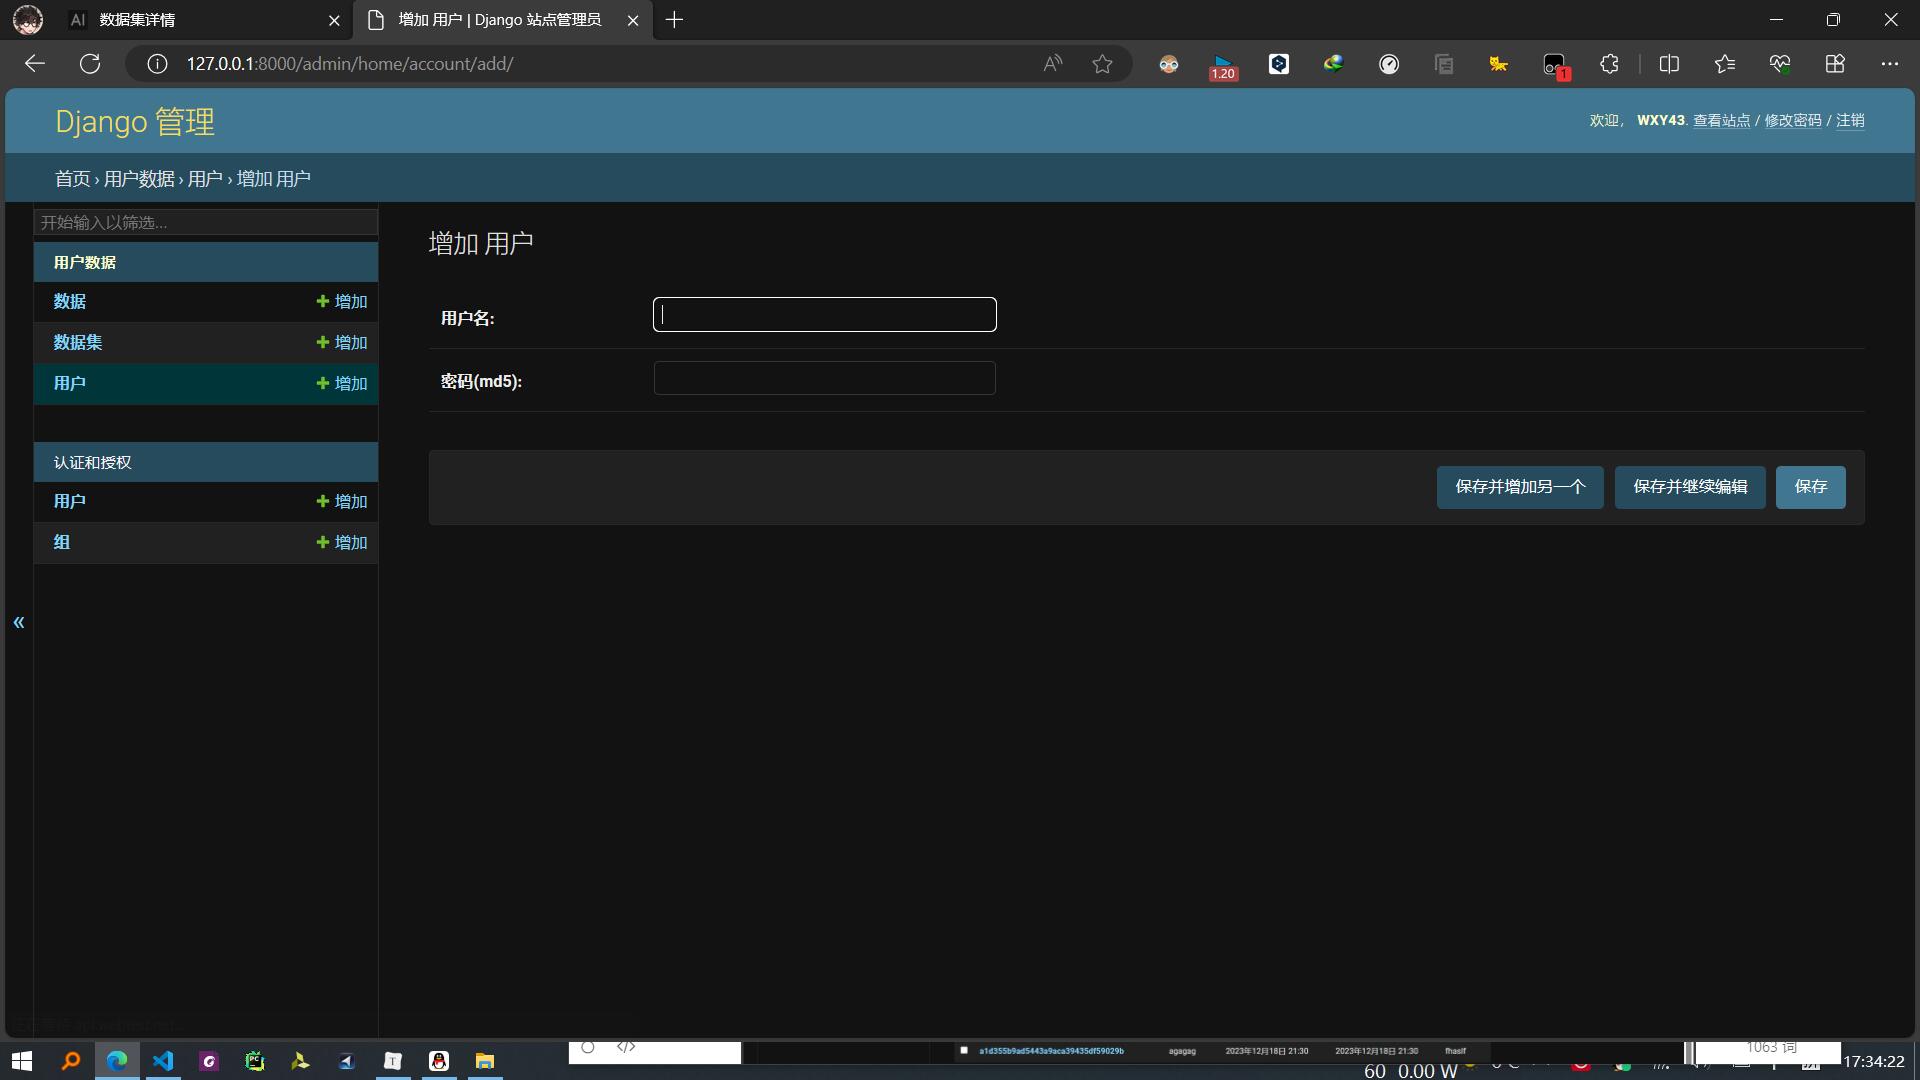 AI 数据集详情
增加 用户 | Django 站点管理员
127.0.0.1:8000/admin/home/account/add/
1.20
1
Django 管理
欢迎， WXY43. 查看站点 / 修改密码 / 注销
首页 › 用户数据 › 用户 › 增加 用户
开始输入以筛选...
用户数据
数据 增加
数据集 增加
用户 增加
认证和授权
用户 增加
组 增加
«
增加 用户
用户名:
密码(md5):
保存并增加另一个 保存并继续编辑 保存
a1d355b9ad5443a9aca39435df59029b agagag 2023年12月18日 21:30 2023年12月18日 21:30 fhaslf
1063 词
60 0.00 W
17:34:22